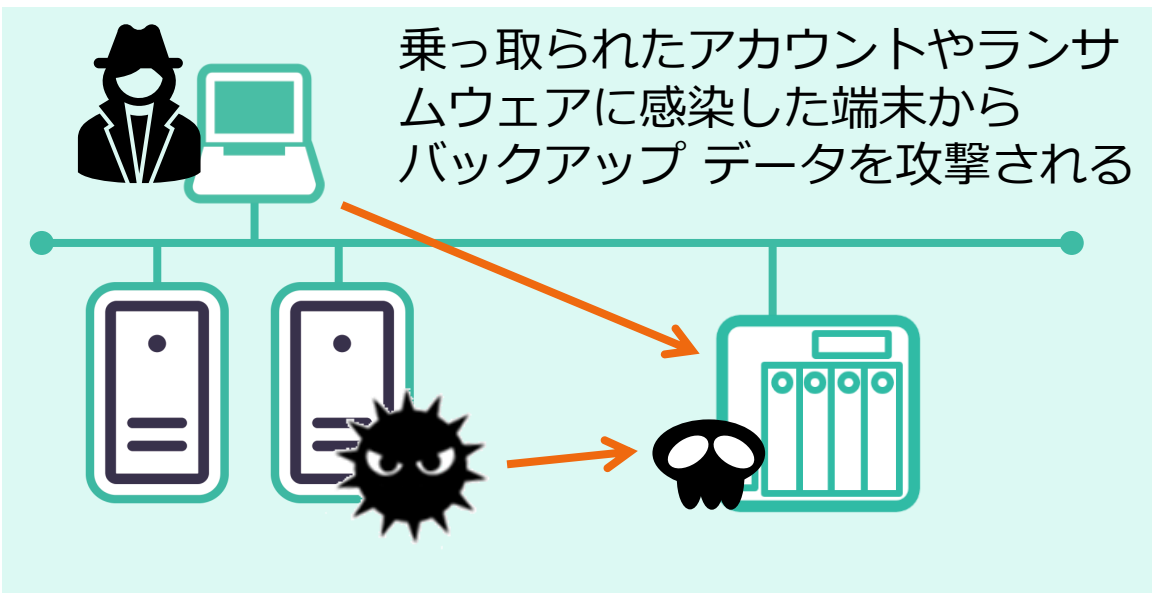 乗っ取られたアカウントやランサ
ムウェアに感染した端末から
バックアップ データを攻撃される